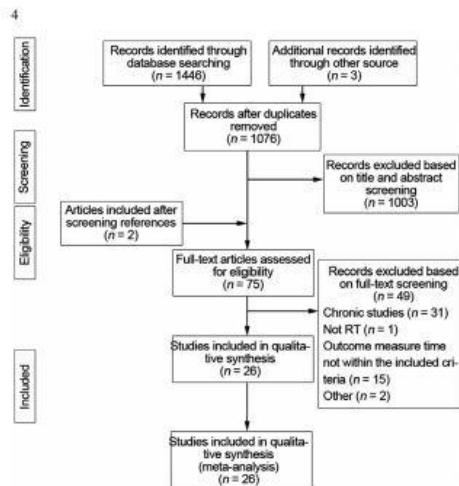 4
Identification
Records identified through
database searching
(n = 1446)
Additional records identified
through other source
(n = 3)
Records after duplicates
removed
(n = 1076)
Screening
Records excluded based
on title and abstract
screening
(n = 1003)
Eligibility
Articles included after
screening references
(n = 2)
Full-text articles assessed
for eligibility
(n = 75)
Records excluded based
on full-text screening
(n = 49)
Chronic studies (n = 31)
Not RT (n = 1)
Outcome measure time
not within the included cri-
teria (n = 15)
Other (n = 2)
Included
Studies included in qualita-
tive synthesis
(n = 26)
Studies included in qualita-
tive synthesis
(meta-analysis)
(n = 26)